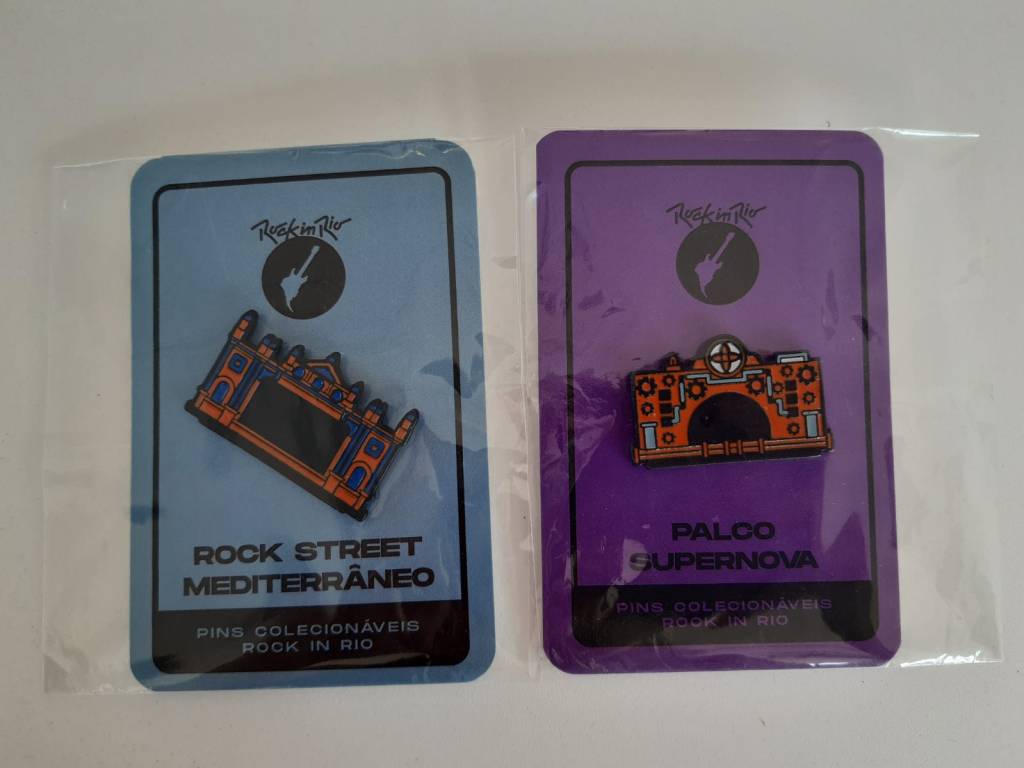 Rock in Rio
ROCK STREET
MEDITERRÂNEO
PINS COLECIONÁVEIS
ROCK IN RIO
Rock in Rio
PALCO
SUPERNOVA
PINS COLECIONÁVEIS
ROCK IN RIO